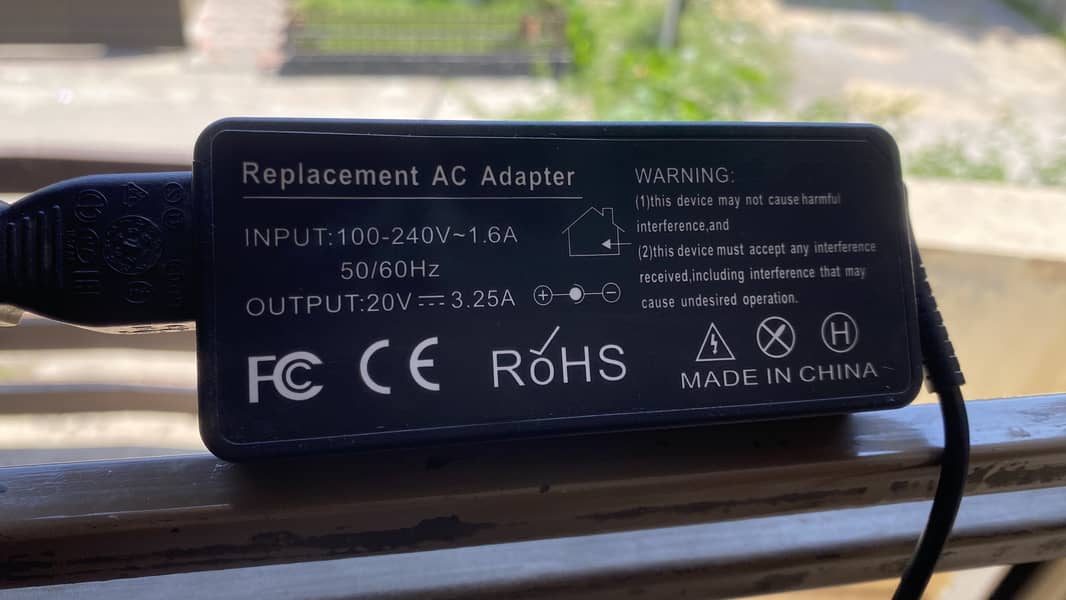 Replacement AC Adapter
INPUT:100-240V~1.6A
50/60Hz
OUTPUT:20V⎓3.25A
WARNING:
(1)this device may not cause harmful
interference,and
(2)this device must accept any interference
received,including interference that may
cause undesired operation.
FC
CE
RoHS
H
MADE IN CHINA